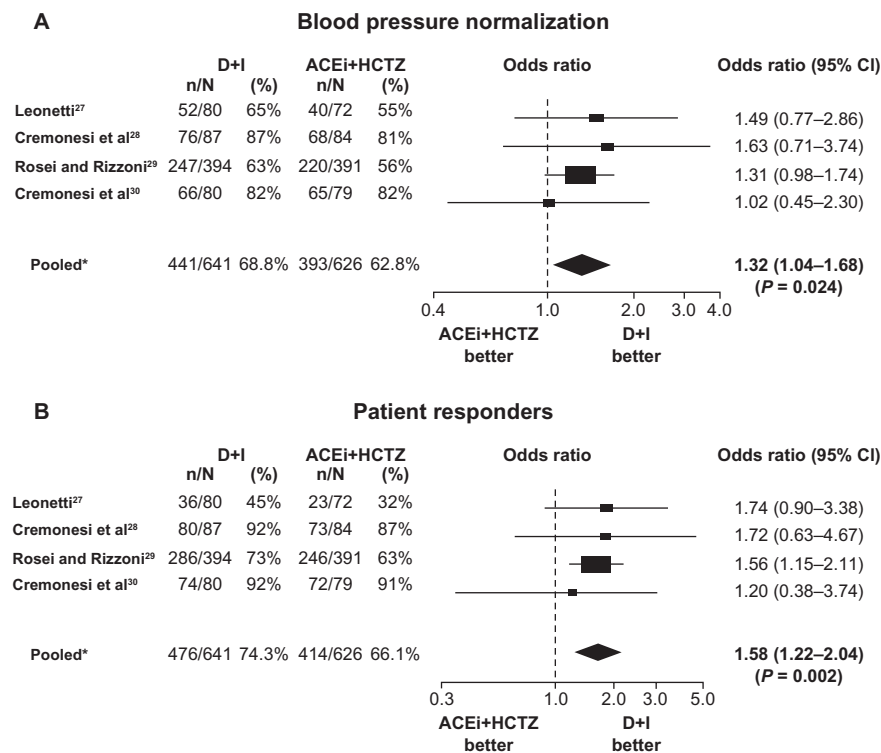 A Blood pressure normalization
D+I ACEi+HCTZ Odds ratio Odds ratio (95% CI)
n/N (%) n/N (%)
Leonetti²⁷ 52/80 65% 40/72 55% 1.49 (0.77–2.86)
Cremonesi et al²⁸ 76/87 87% 68/84 81% 1.63 (0.71–3.74)
Rosei and Rizzoni²⁹ 247/394 63% 220/391 56% 1.31 (0.98–1.74)
Cremonesi et al³⁰ 66/80 82% 65/79 82% 1.02 (0.45–2.30)
Pooled* 441/641 68.8% 393/626 62.8% 1.32 (1.04–1.68)
(P = 0.024)
0.4 1.0 2.0 3.0 4.0
ACEi+HCTZ D+I
better better
B Patient responders
D+I ACEi+HCTZ Odds ratio Odds ratio (95% CI)
n/N (%) n/N (%)
Leonetti²⁷ 36/80 45% 23/72 32% 1.74 (0.90–3.38)
Cremonesi et al²⁸ 80/87 92% 73/84 87% 1.72 (0.63–4.67)
Rosei and Rizzoni²⁹ 286/394 73% 246/391 63% 1.56 (1.15–2.11)
Cremonesi et al³⁰ 74/80 92% 72/79 91% 1.20 (0.38–3.74)
Pooled* 476/641 74.3% 414/626 66.1% 1.58 (1.22–2.04)
(P = 0.002)
0.3 1.0 2.0 3.0 5.0
ACEi+HCTZ D+I
better better